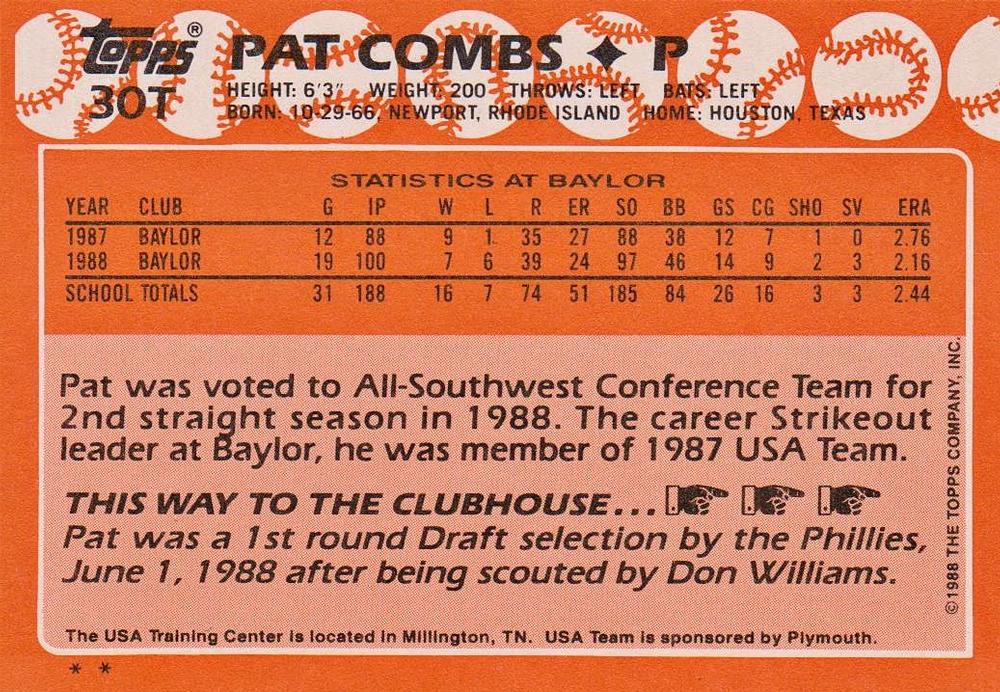 topps® PAT COMBS ✦ P
30T HEIGHT: 6'3" WEIGHT: 200 THROWS: LEFT BATS: LEFT
BORN: 10-29-66, NEWPORT, RHODE ISLAND HOME: HOUSTON, TEXAS
STATISTICS AT BAYLOR
YEAR CLUB G IP W L R ER SO BB GS CG SHO SV ERA
1987 BAYLOR 12 88 9 1 35 27 88 38 12 7 1 0 2.76
1988 BAYLOR 19 100 7 6 39 24 97 46 14 9 2 3 2.16
SCHOOL TOTALS 31 188 16 7 74 51 185 84 26 16 3 3 2.44
Pat was voted to All-Southwest Conference Team for
2nd straight season in 1988. The career Strikeout
leader at Baylor, he was member of 1987 USA Team.
THIS WAY TO THE CLUBHOUSE...
Pat was a 1st round Draft selection by the Phillies,
June 1, 1988 after being scouted by Don Williams.
The USA Training Center is located in Millington, TN. USA Team is sponsored by Plymouth.
* *
© 1988 THE TOPPS COMPANY, INC.